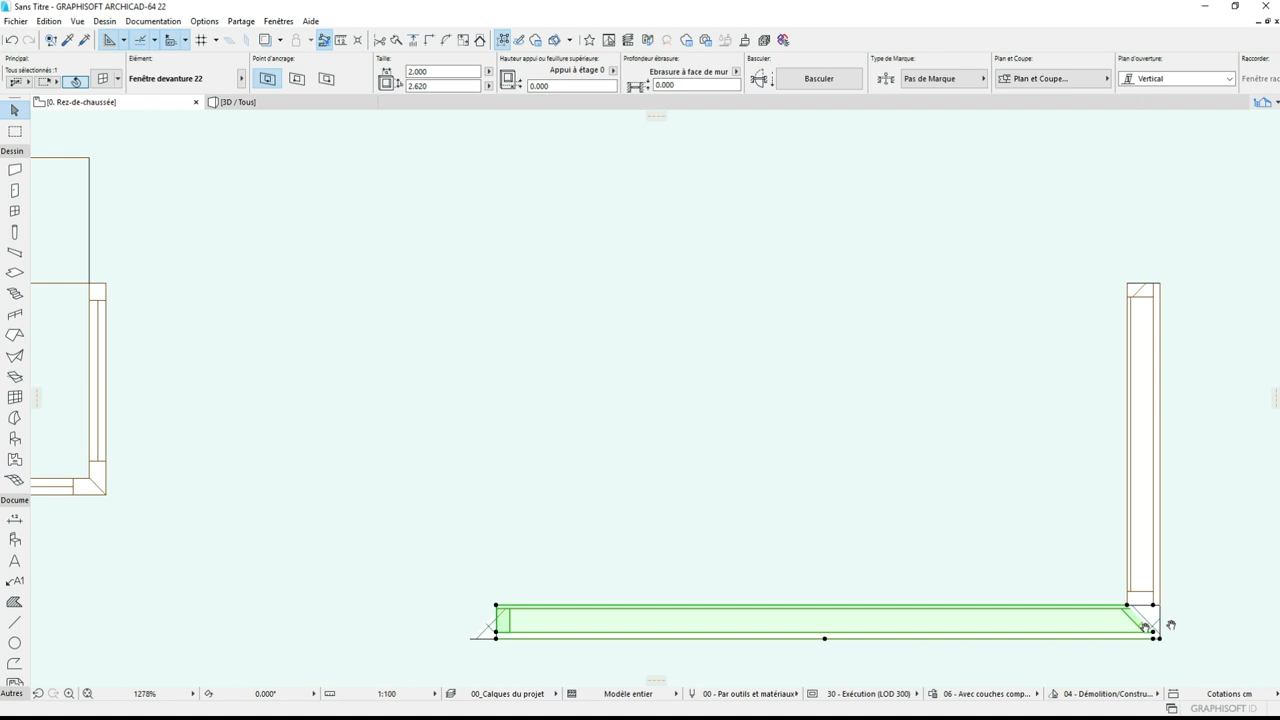 Sans Titre - GRAPHISOFT ARCHICAD-64 22
Fichier Edition Vue Dessin Documentation Options Partage Fenêtres Aide
Principal: Elément: Point d'ancrage: Taille: Hauteur appui ou feuillure supérieure: Profondeur ébrasure: Basculer: Type de Marque: Plan et Coupe: Plan d'ouverture: Raccorder:
Tous sélectionnés : 1
Fenêtre devanture 22
2.000
2.620
Appui à étage 0
0.000
Ebrasure à face de mur
0.000
Basculer
Pas de Marque
Plan et Coupe...
Vertical
Fenêtre rac
[0. Rez-de-chaussée] [3D / Tous]
Dessin
Docume
1.2
A
A1
Autres
1278% 0.000° 1:100 00_Calques du projet Modèle entier 00 - Par outils et matériaux 30 - Exécution (LOD 300) 06 - Avec couches comp... 04 - Démolition/Constru... Cotations cm
GRAPHISOFT ID